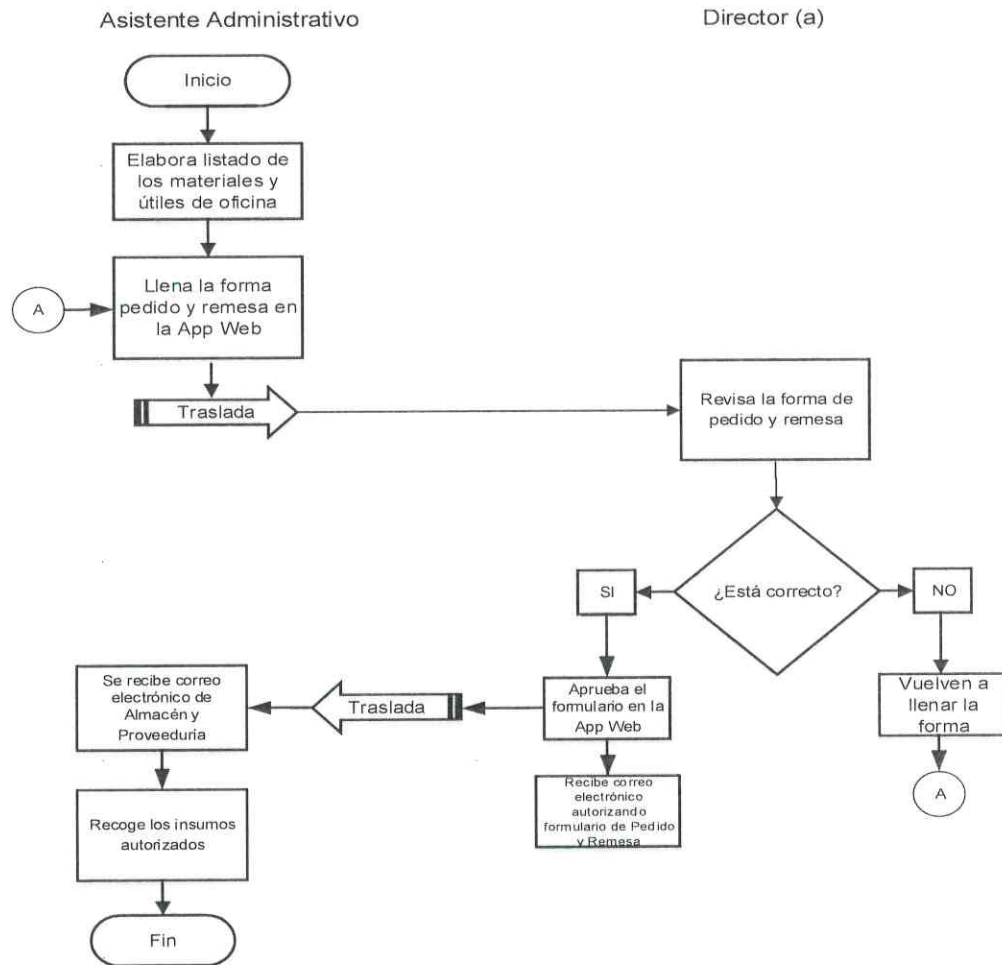 Asistente Administrativo
Director (a)
Inicio
Elabora listado de
los materiales y
útiles de oficina
A
Llena la forma
pedido y remesa en
la App Web
Traslada
Revisa la forma de
pedido y remesa
¿Está correcto?
SI
NO
Aprueba el
formulario en la
App Web
Vuelven a
llenar la
forma
A
Recibe correo
electrónico
autorizando
formulario de Pedido
y Remesa
Traslada
Se recibe correo
electrónico de
Almacén y
Proveeduría
Recoge los insumos
autorizados
Fin